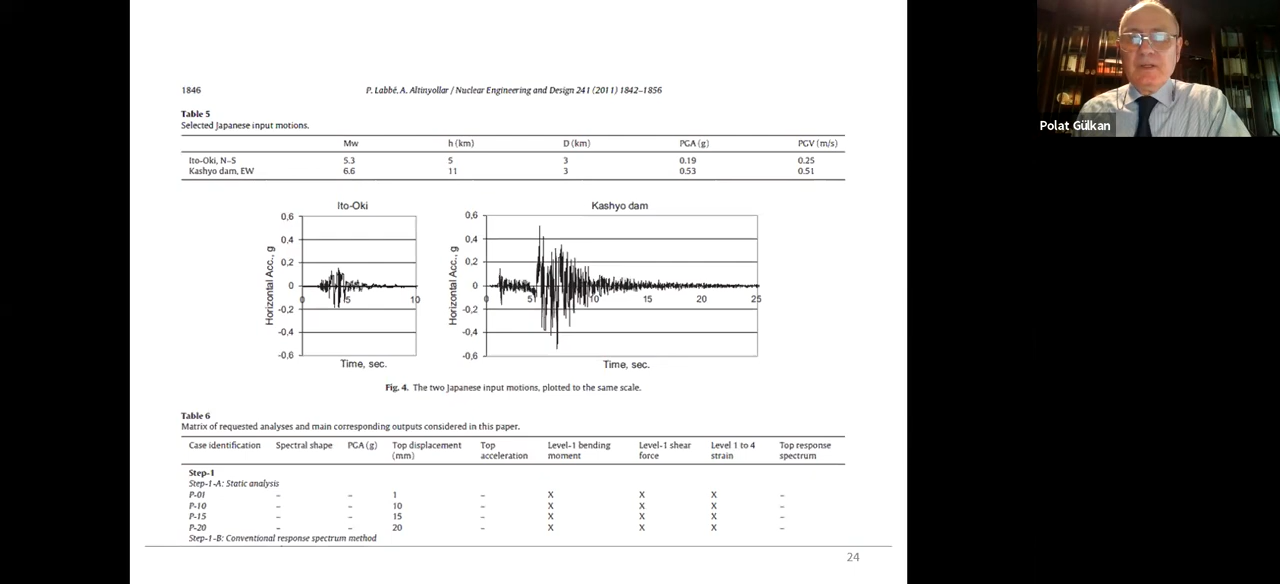 1846 P. Labbé, A. Altinyollar / Nuclear Engineering and Design 241 (2011) 1842–1856
Polat Gülkan
Table 5
Selected Japanese input motions.
Mw h (km) D (km) PGA (g) PGV (m/s)
Ito-Oki, N–S 5.3 5 3 0.19 0.25
Kashyo dam, EW 6.6 11 3 0.53 0.51
Ito-Oki
0,6
0,4
0,2
0
-0,2
-0,4
-0,6
0 5 10
Horizontal Acc., g
Time, sec.
Kashyo dam
0,6
0,4
0,2
0
-0,2
-0,4
-0,6
0 5 10 15 20 25
Horizontal Acc., g
Time, sec.
Fig. 4. The two Japanese input motions, plotted to the same scale.
Table 6
Matrix of requested analyses and main corresponding outputs considered in this paper.
Case identification Spectral shape PGA (g) Top displacement Top Level-1 bending Level-1 shear Level 1 to 4 Top response
(mm) acceleration moment force strain spectrum
Step-1
Step-1-A: Static analysis
P-01 – – 1 – X X X –
P-10 – – 10 – X X X –
P-15 – – 15 – X X X –
P-20 – – 20 – X X X –
Step-1-B: Conventional response spectrum method
24